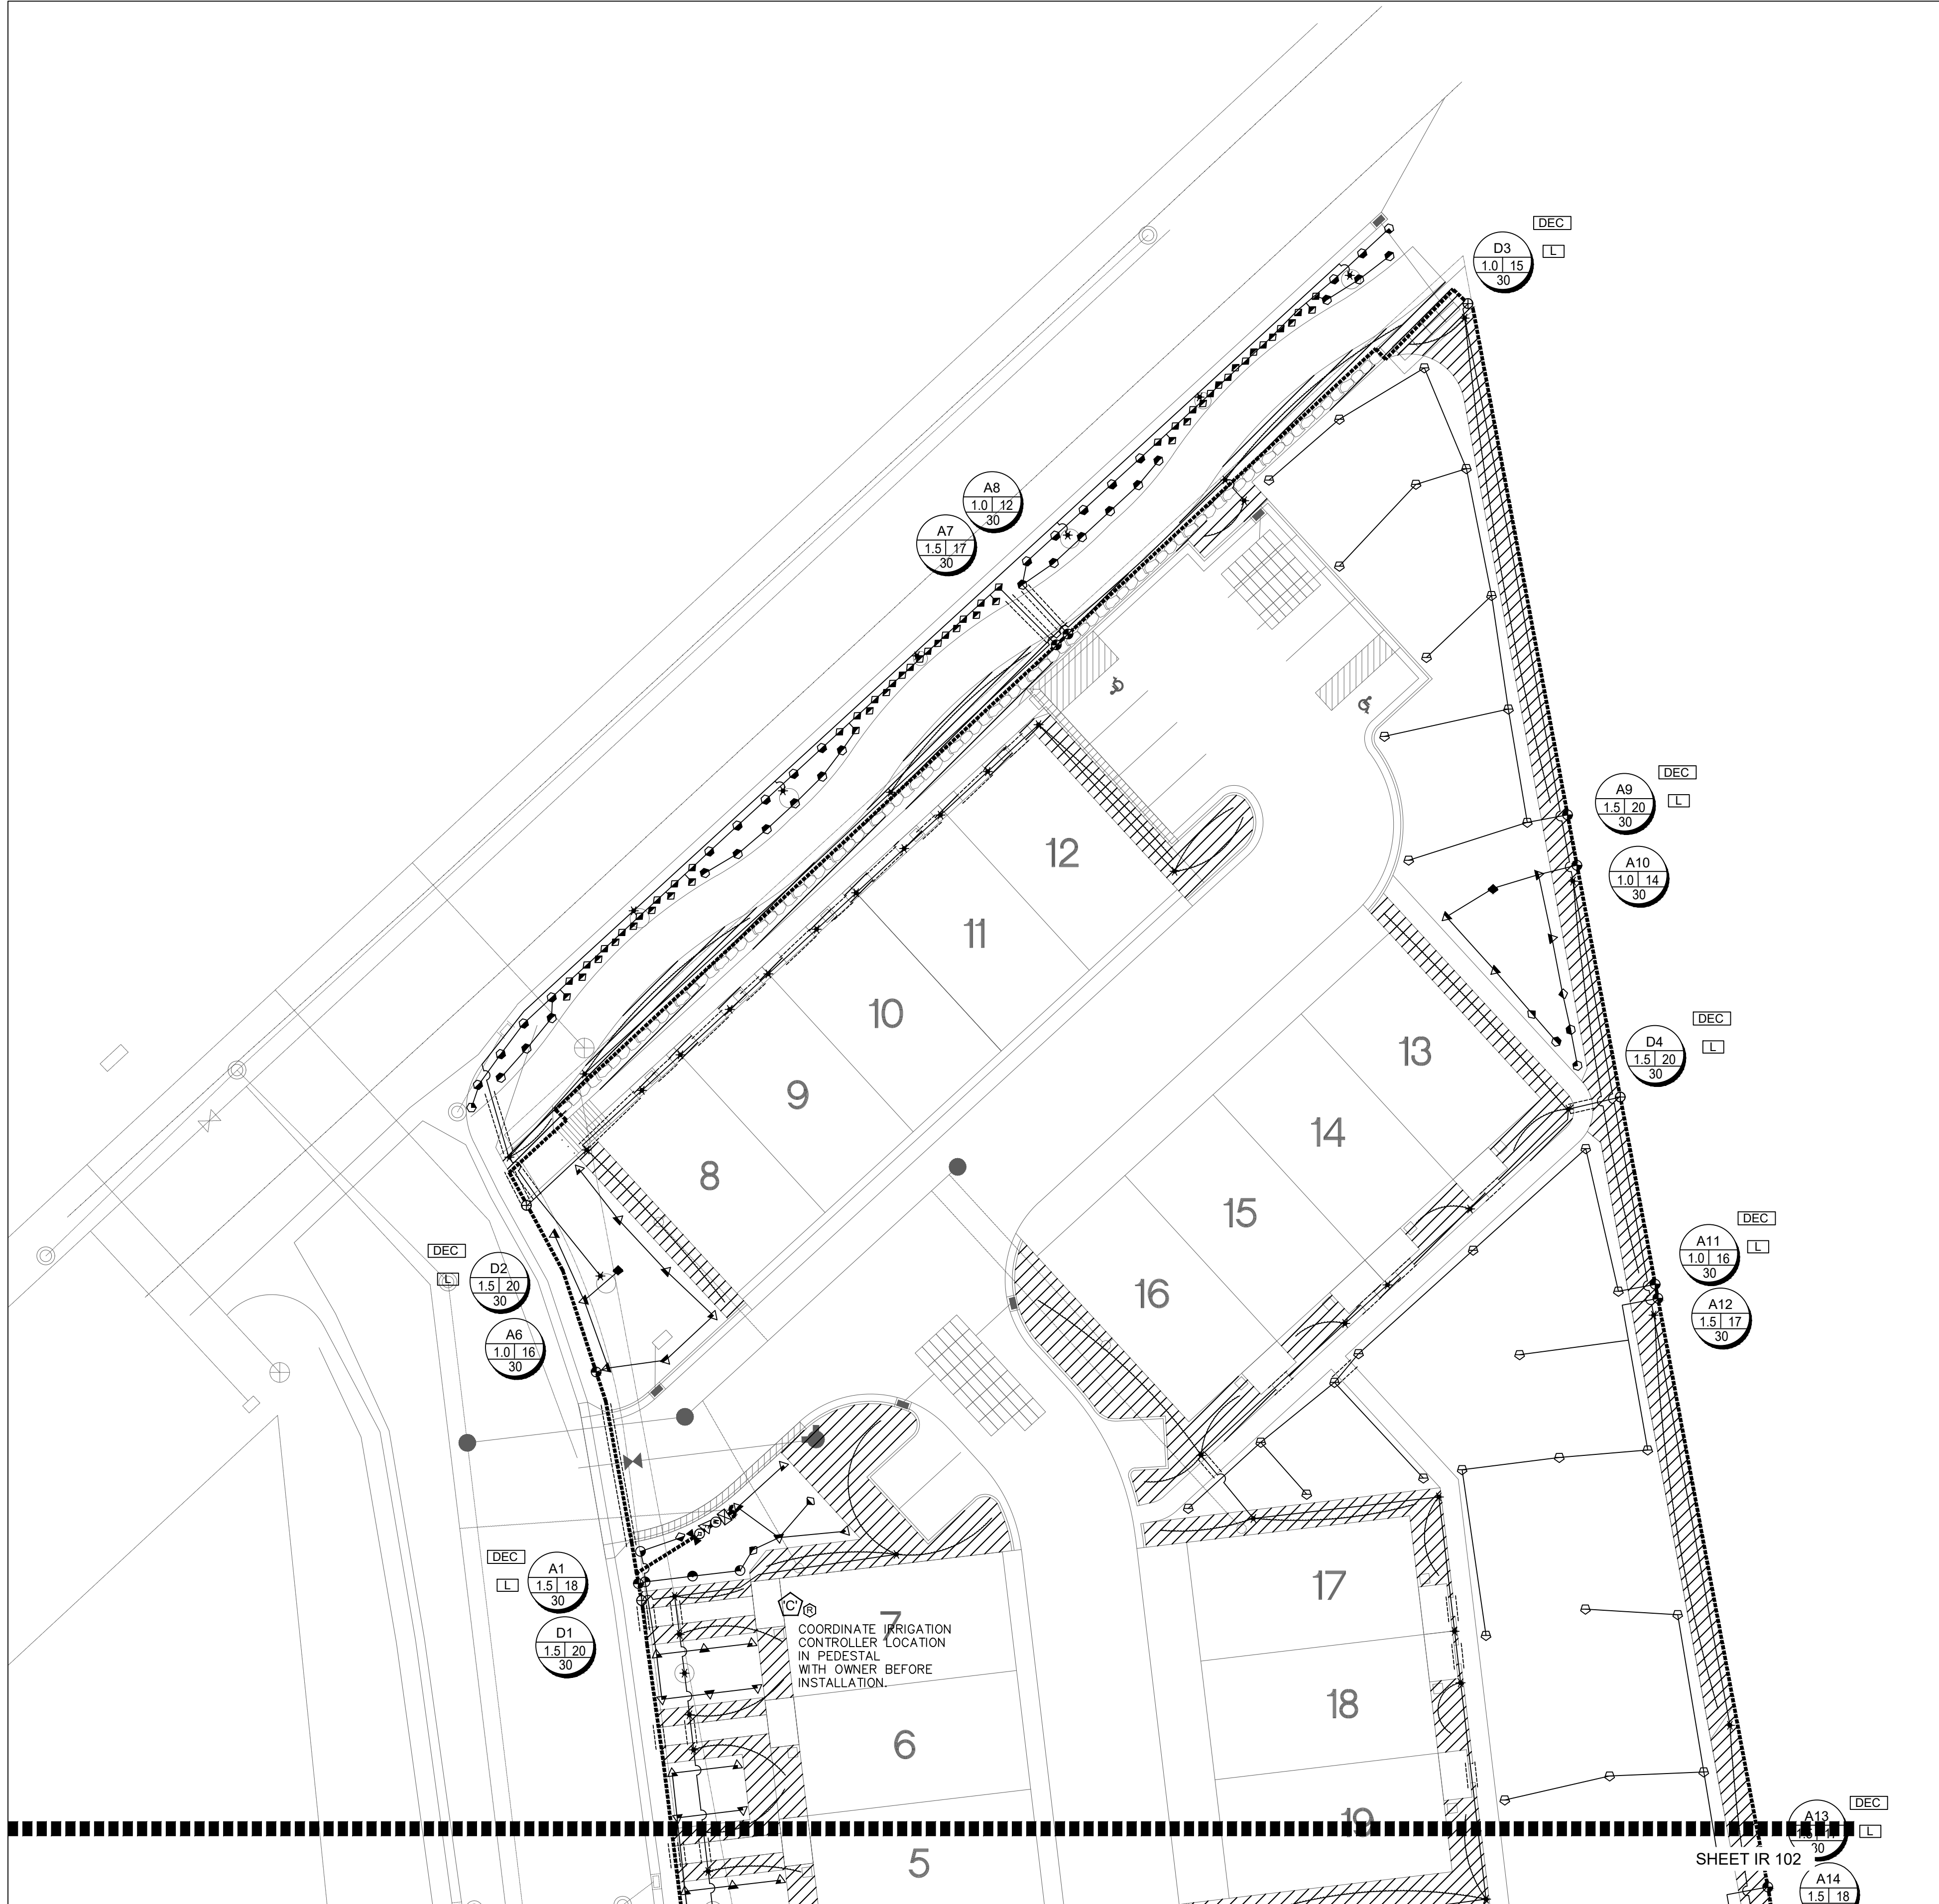 DEC
D3
L
1.0 15
30
A8
1.0 12
30
A7
1.5 17
30
DEC
A9
L
1.5 20
30
12
A10
1.0 14
30
11
10
DEC
D4
L
1.5 20
30
13
9
14
8
15
DEC
A11
L
1.0 16
30
DEC
D2
L
1.5 20
30
16
A12
1.5 17
30
A6
1.0 16
30
DEC
A1
L
1.5 18
30
17
'C' R
7
COORDINATE IRRIGATION
CONTROLLER LOCATION
IN PEDESTAL
WITH OWNER BEFORE
INSTALLATION.
D1
1.5 20
30
18
6
DEC
A13
L
30
19
SHEET IR 102
5
A14
1.5 18